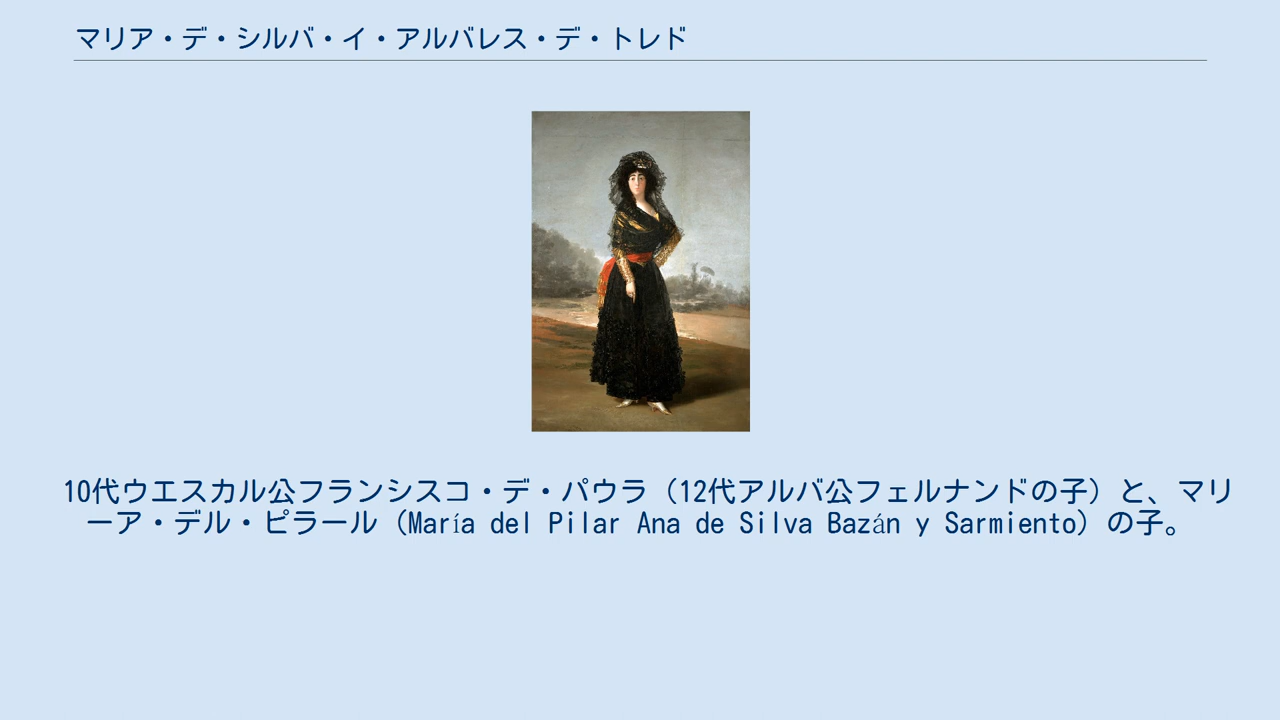 マリア・デ・シルバ・イ・アルバレス・デ・トレド
10代ウエスカル公フランシスコ・デ・パウラ（12代アルバ公フェルナンドの子）と、マリ
ーア・デル・ピラール（María del Pilar Ana de Silva Bazán y Sarmiento）の子。